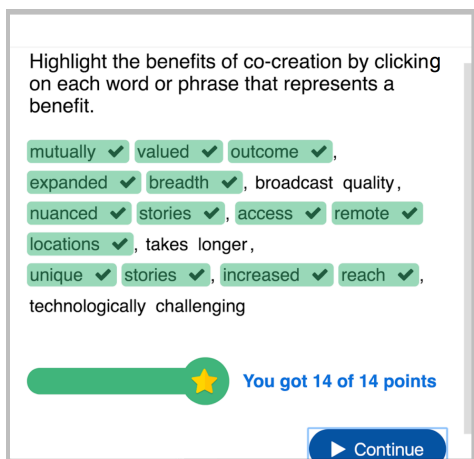 Highlight the benefits of co-creation by clicking
on each word or phrase that represents a
benefit.
mutually valued outcome,
expanded breadth, broadcast quality,
nuanced stories, access remote
locations, takes longer,
unique stories, increased reach,
technologically challenging
You got 14 of 14 points
Continue